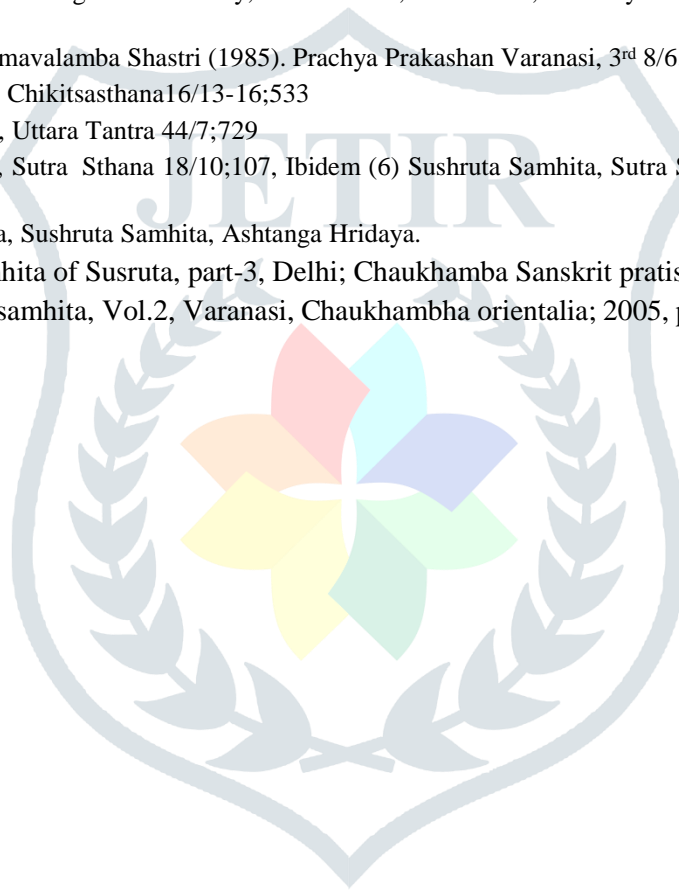 mavalamba Shastri (1985). Prachya Prakashan Varanasi, 3rd 8/6
Chikitsasthana16/13-16;533
, Uttara Tantra 44/7;729
, Sutra Sthana 18/10;107, Ibidem (6) Sushruta Samhita, Sutra S
a, Sushruta Samhita, Ashtanga Hridaya.
hita of Susruta, part-3, Delhi; Chaukhamba Sanskrit pratis
samhita, Vol.2, Varanasi, Chaukhambha orientalia; 2005, p
JETIR